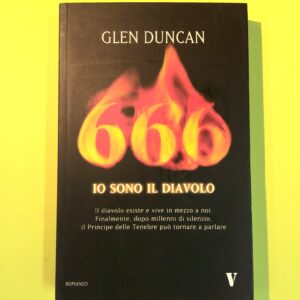 GLEN DUNCAN
666
IO SONO IL DIAVOLO
Il diavolo esiste e vive in mezzo a noi.
Finalmente, dopo millenni di silenzio,
il Principe delle Tenebre può tornare a parlare
ROMANZO
V